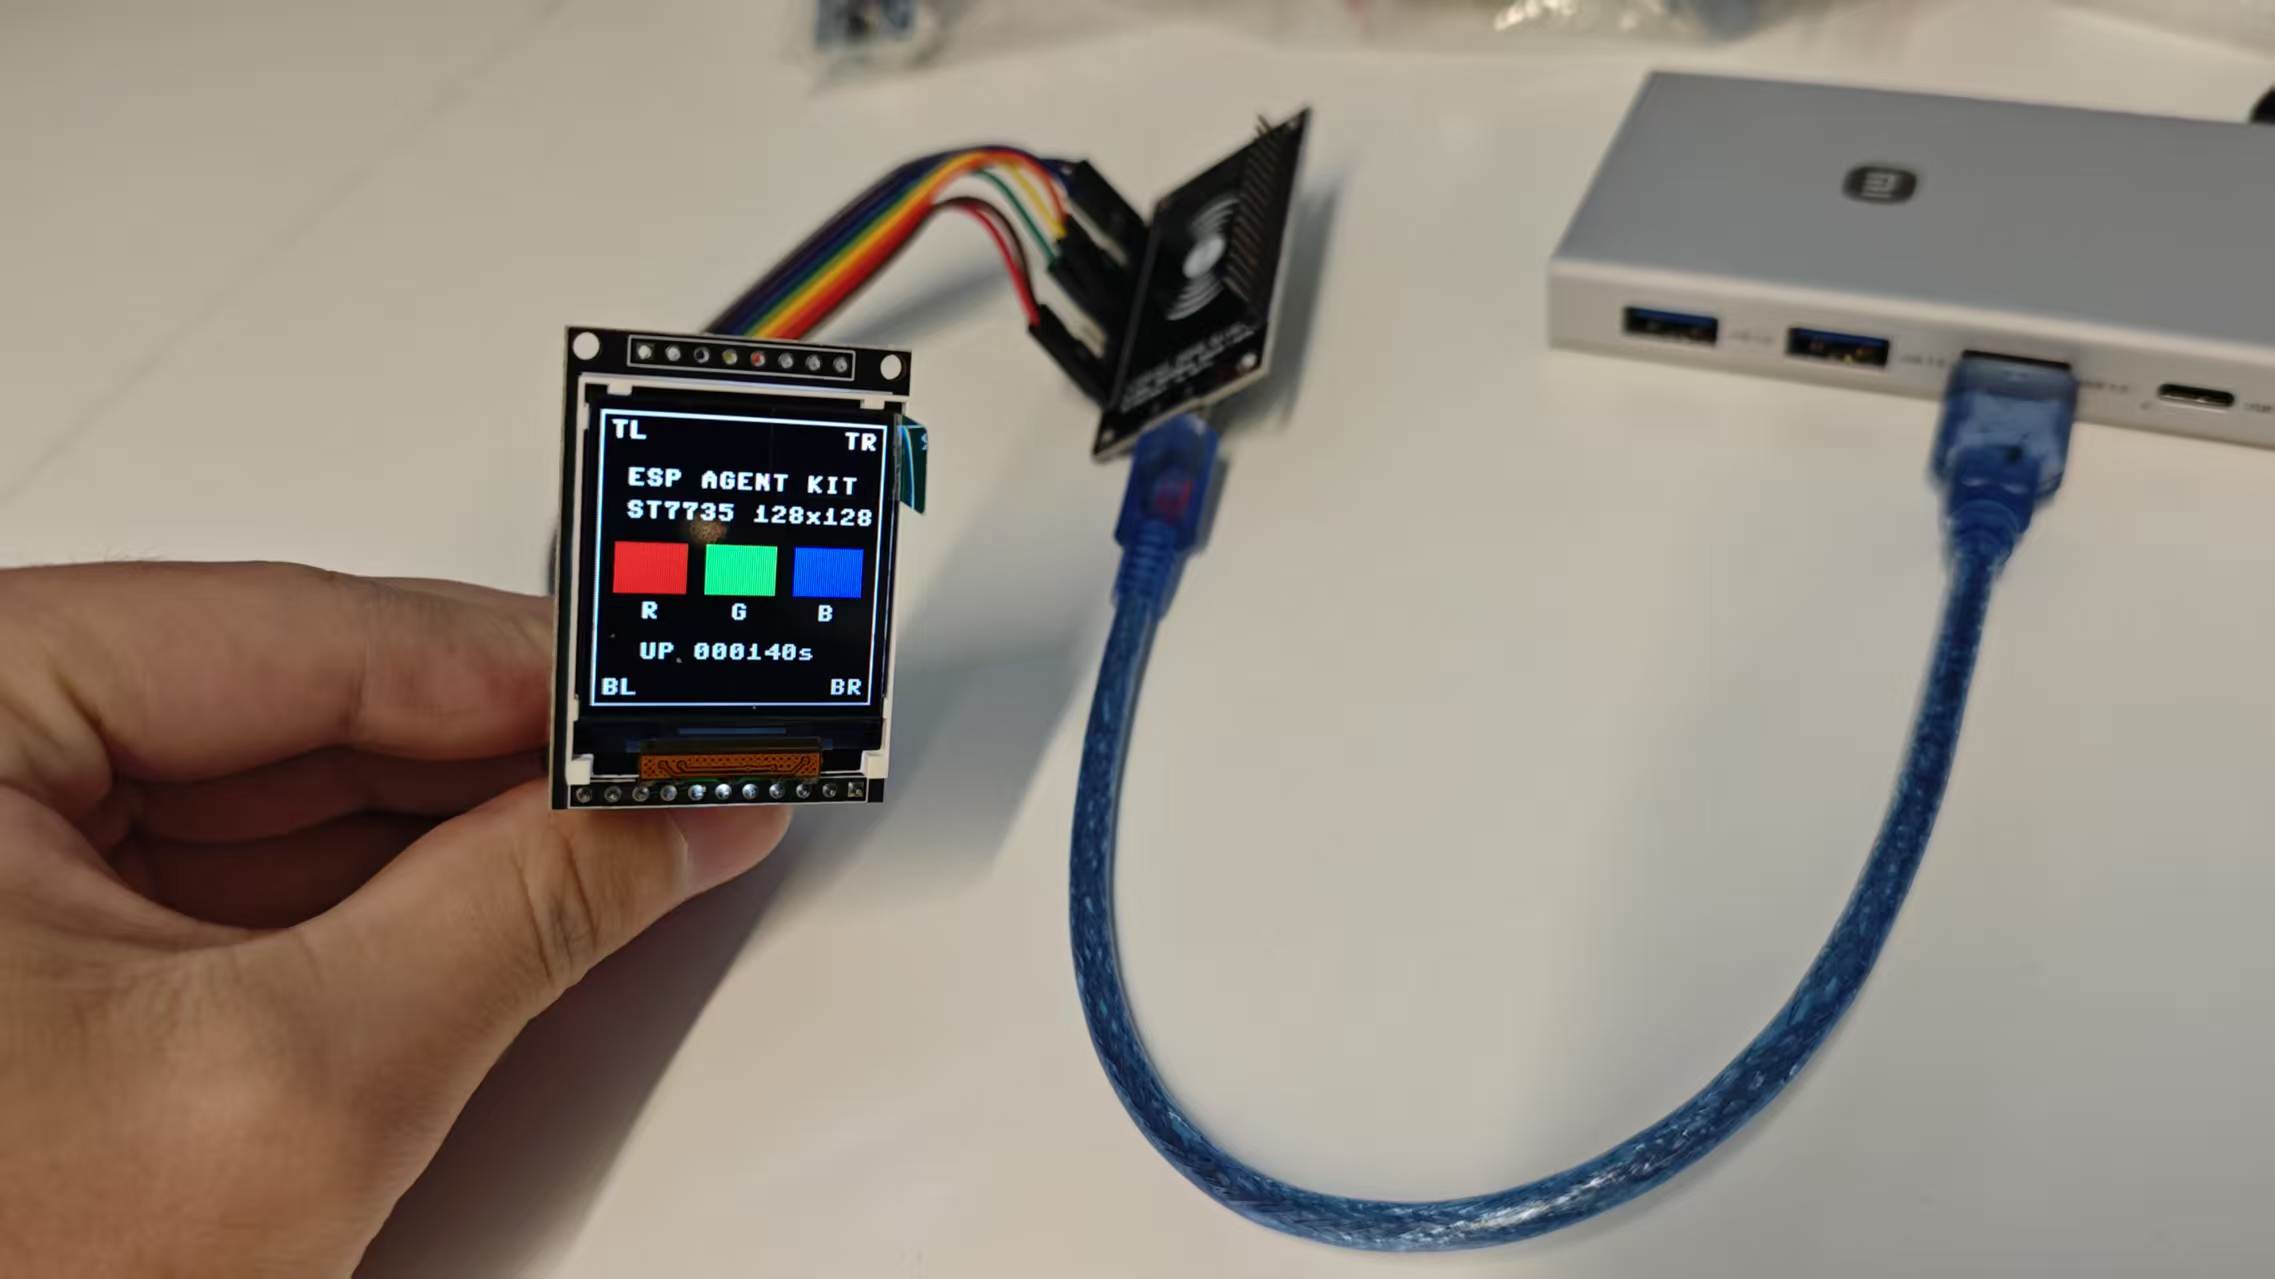 TL TR
ESP AGENT KIT
ST7735 128x128
R G B
UP 000140s
BL BR